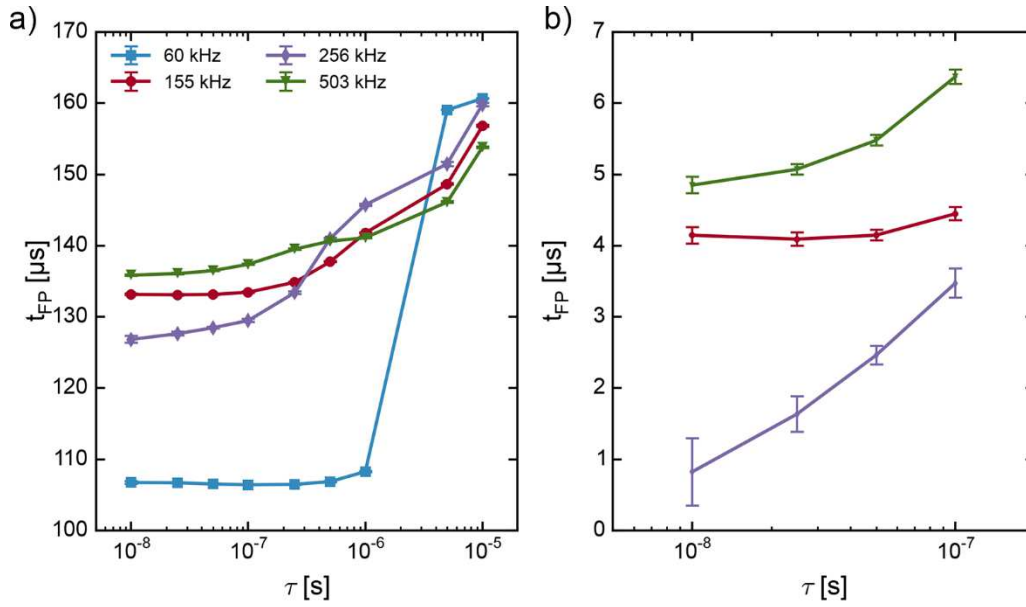 a)
60 kHz
155 kHz
256 kHz
503 kHz
170
160
150
140
130
120
110
100
t_FP [µs]
10^-8
10^-7
10^-6
10^-5
τ [s]
b)
7
6
5
4
3
2
1
0
t_FP [µs]
10^-8
10^-7
τ [s]